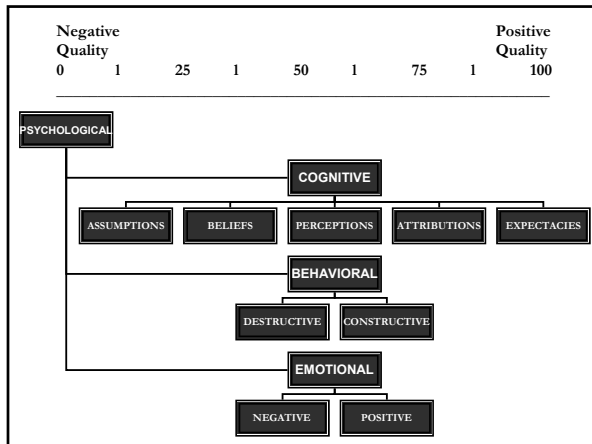 Negative Positive
Quality Quality
0 1 25 1 50 1 75 1 100
PSYCHOLOGICAL
COGNITIVE
ASSUMPTIONS BELIEFS PERCEPTIONS ATTRIBUTIONS EXPECTACIES
BEHAVIORAL
DESTRUCTIVE CONSTRUCTIVE
EMOTIONAL
NEGATIVE POSITIVE